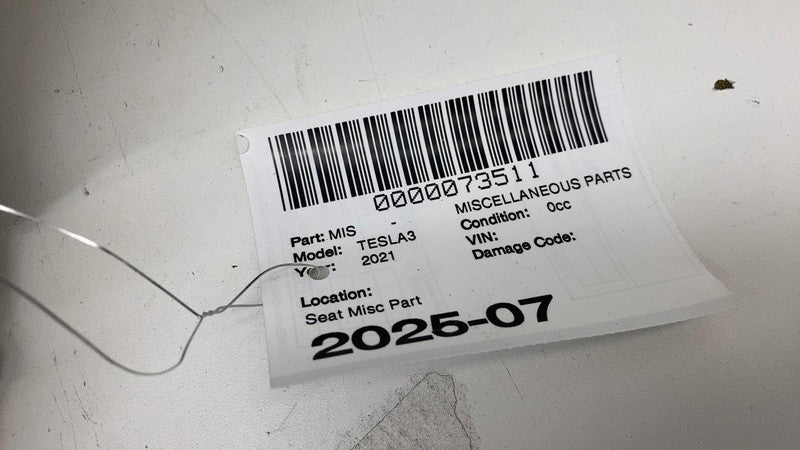 0000073511
MISCELLANEOUS PARTS
Part: MIS -
Condition: 0cc
Model: TESLA3
VIN:
2021
Damage Code:
Location:
Seat Misc Part
2025-07